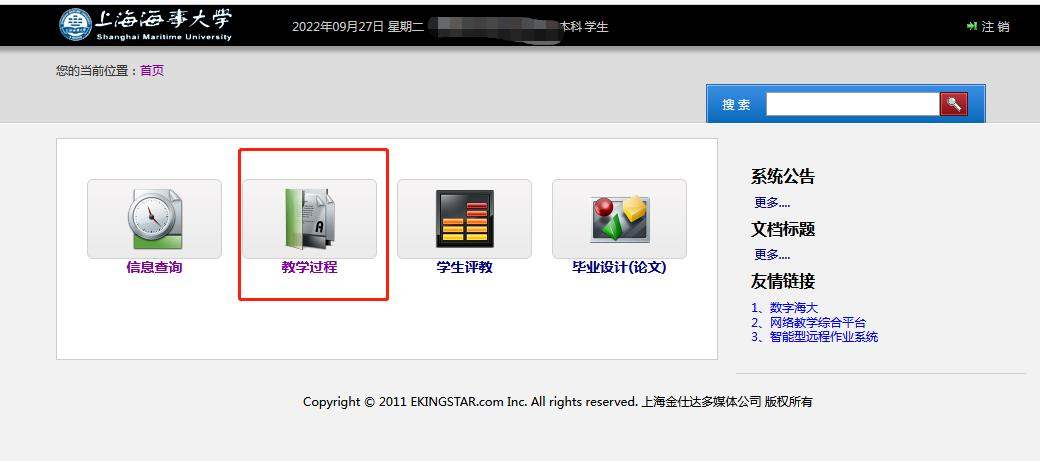 上海海事大学
Shanghai Maritime University
2022年09月27日 星期二 本科 学生
注 销
您的当前位置：首页
搜 索
信息查询
教学过程
学生评教
毕业设计(论文)
系统公告
更多....
文档标题
更多....
友情链接
1、数字海大
2、网络教学综合平台
3、智能型远程作业系统
Copyright © 2011 EKINGSTAR.com Inc. All rights reserved. 上海金仕达多媒体公司 版权所有